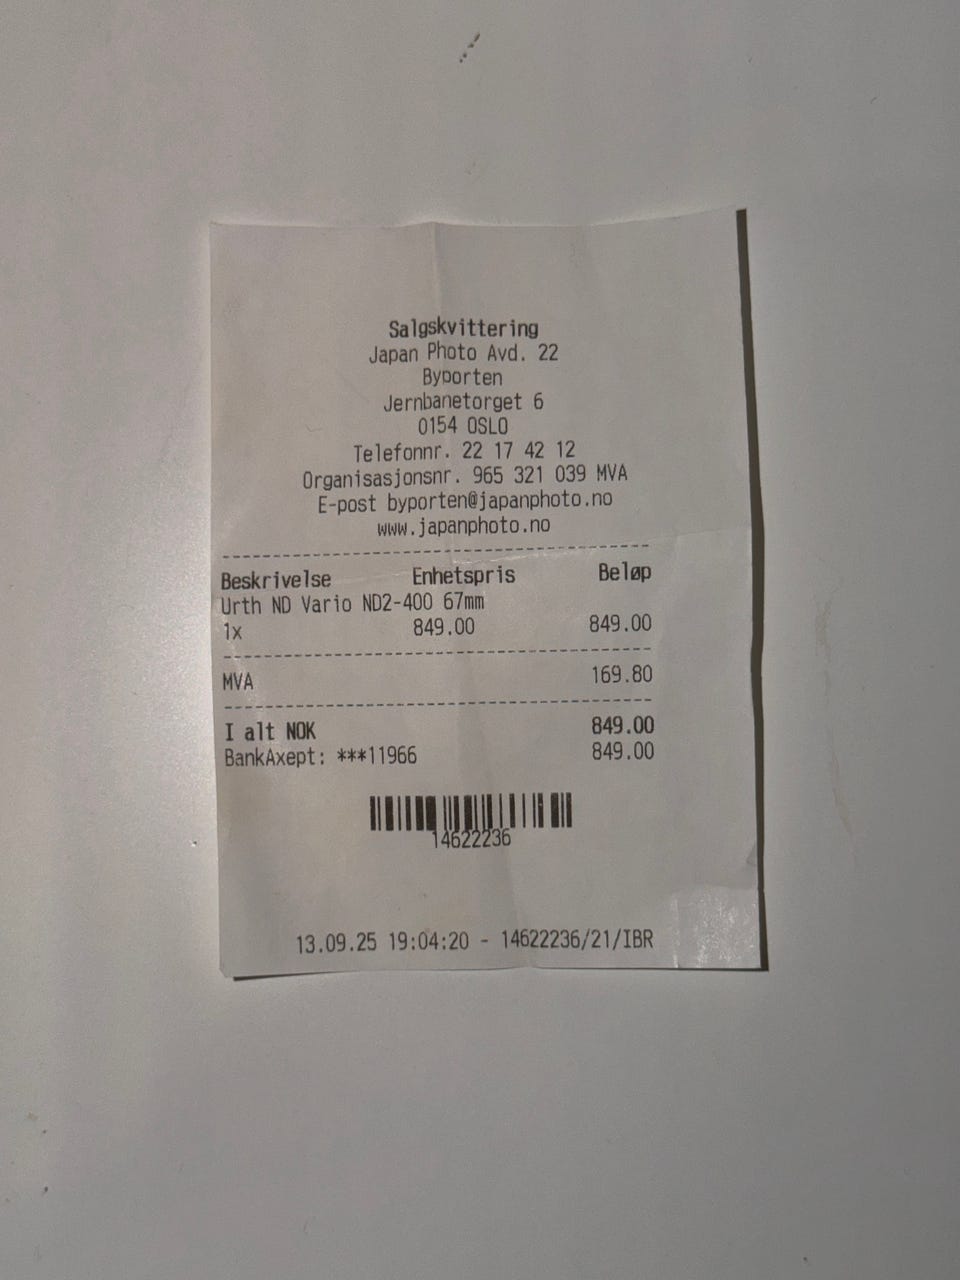 Salgskvittering
Japan Photo Avd. 22
Byporten
Jernbanetorget 6
0154 OSLO
Telefonnr. 22 17 42 12
Organisasjonsnr. 965 321 039 MVA
E-post byporten@japanphoto.no
www.japanphoto.no
Beskrivelse Enhetspris Beløp
Urth ND Vario ND2-400 67mm
1x 849.00 849.00
MVA 169.80
I alt NOK 849.00
BankAxept: ***11966 849.00
14622236
13.09.25 19:04:20 - 14622236/21/IBR